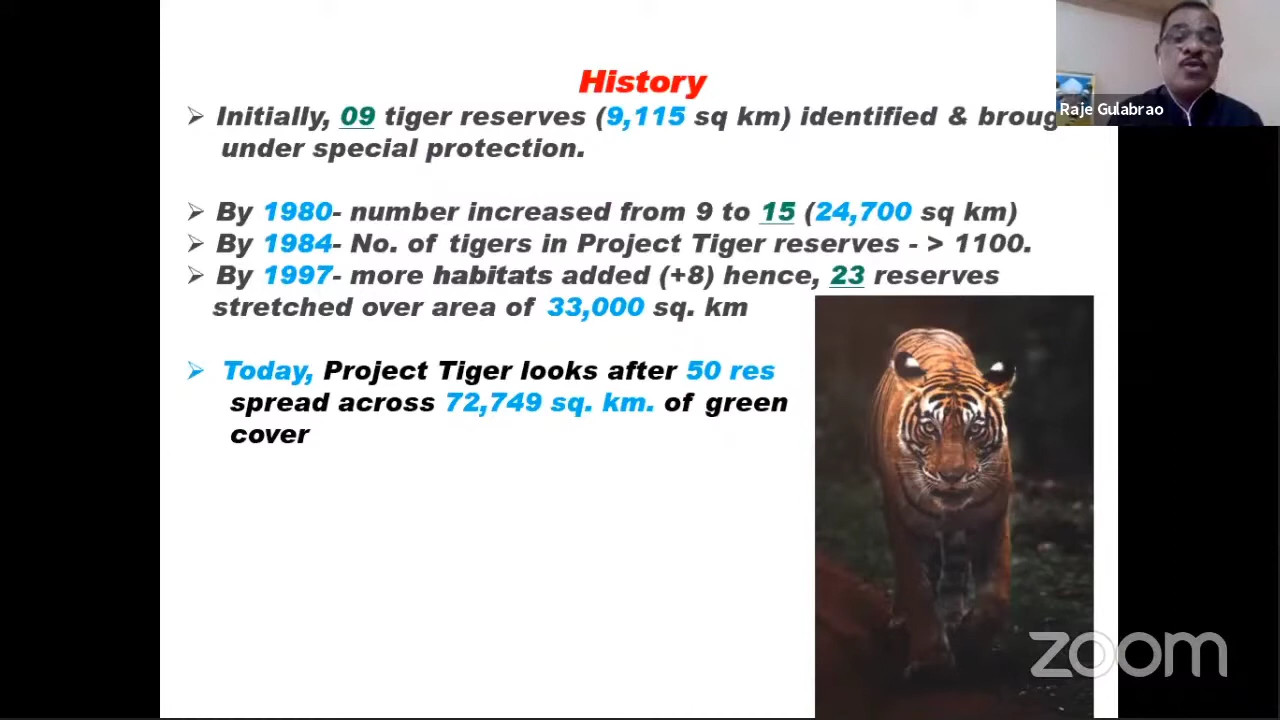 History
➢ Initially, 09 tiger reserves (9,115 sq km) identified & broug
under special protection.
➢ By 1980- number increased from 9 to 15 (24,700 sq km)
➢ By 1984- No. of tigers in Project Tiger reserves - > 1100.
➢ By 1997- more habitats added (+8) hence, 23 reserves
stretched over area of 33,000 sq. km
➢ Today, Project Tiger looks after 50 res
spread across 72,749 sq. km. of green
cover
Raje Gulabrao
zoom